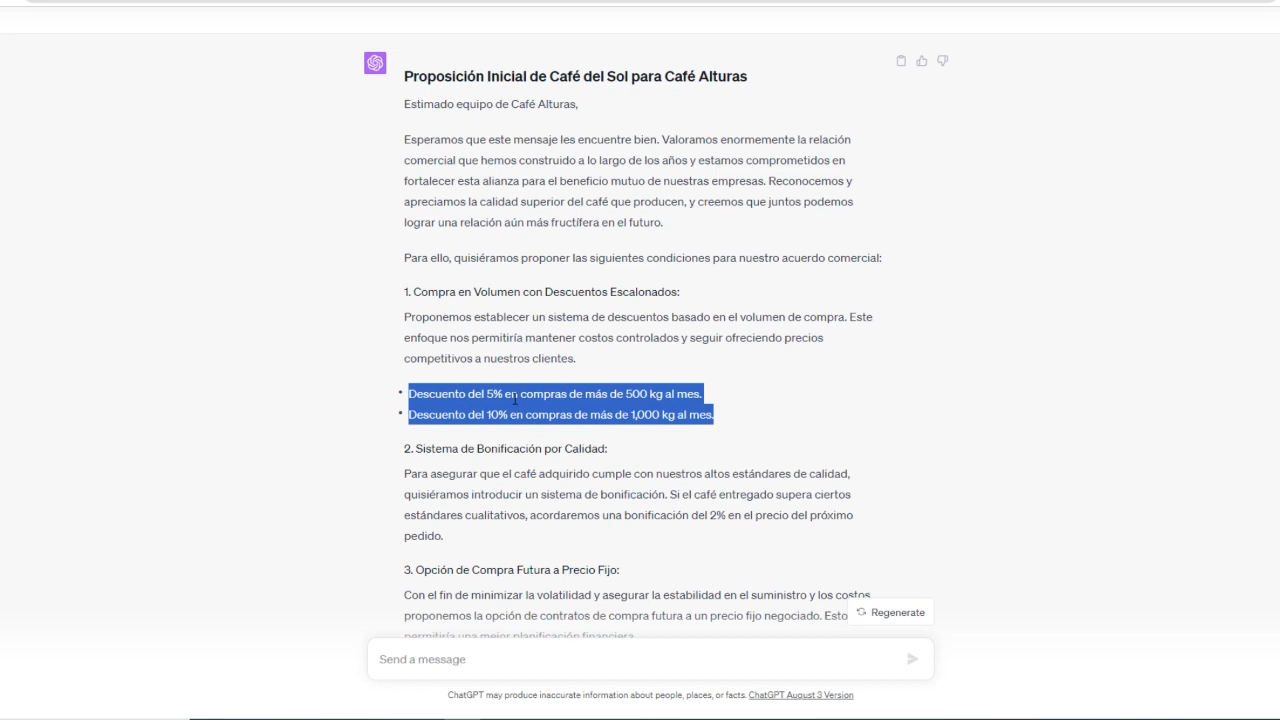 Proposición Inicial de Café del Sol para Café Alturas
Estimado equipo de Café Alturas,
Esperamos que este mensaje les encuentre bien. Valoramos enormemente la relación
comercial que hemos construido a lo largo de los años y estamos comprometidos en
fortalecer esta alianza para el beneficio mutuo de nuestras empresas. Reconocemos y
apreciamos la calidad superior del café que producen, y creemos que juntos podemos
lograr una relación aún más fructífera en el futuro.
Para ello, quisiéramos proponer las siguientes condiciones para nuestro acuerdo comercial:
1. Compra en Volumen con Descuentos Escalonados:
Proponemos establecer un sistema de descuentos basado en el volumen de compra. Este
enfoque nos permitiría mantener costos controlados y seguir ofreciendo precios
competitivos a nuestros clientes.
• Descuento del 5% en compras de más de 500 kg al mes.
• Descuento del 10% en compras de más de 1,000 kg al mes.
2. Sistema de Bonificación por Calidad:
Para asegurar que el café adquirido cumple con nuestros altos estándares de calidad,
quisiéramos introducir un sistema de bonificación. Si el café entregado supera ciertos
estándares cualitativos, acordaremos una bonificación del 2% en el precio del próximo
pedido.
3. Opción de Compra Futura a Precio Fijo:
Con el fin de minimizar la volatilidad y asegurar la estabilidad en el suministro y los costos
proponemos la opción de contratos de compra futura a un precio fijo negociado. Esto
permitiría una mejor planificación financiera
Regenerate
Send a message
ChatGPT may produce inaccurate information about people, places, or facts. ChatGPT August 3 Version